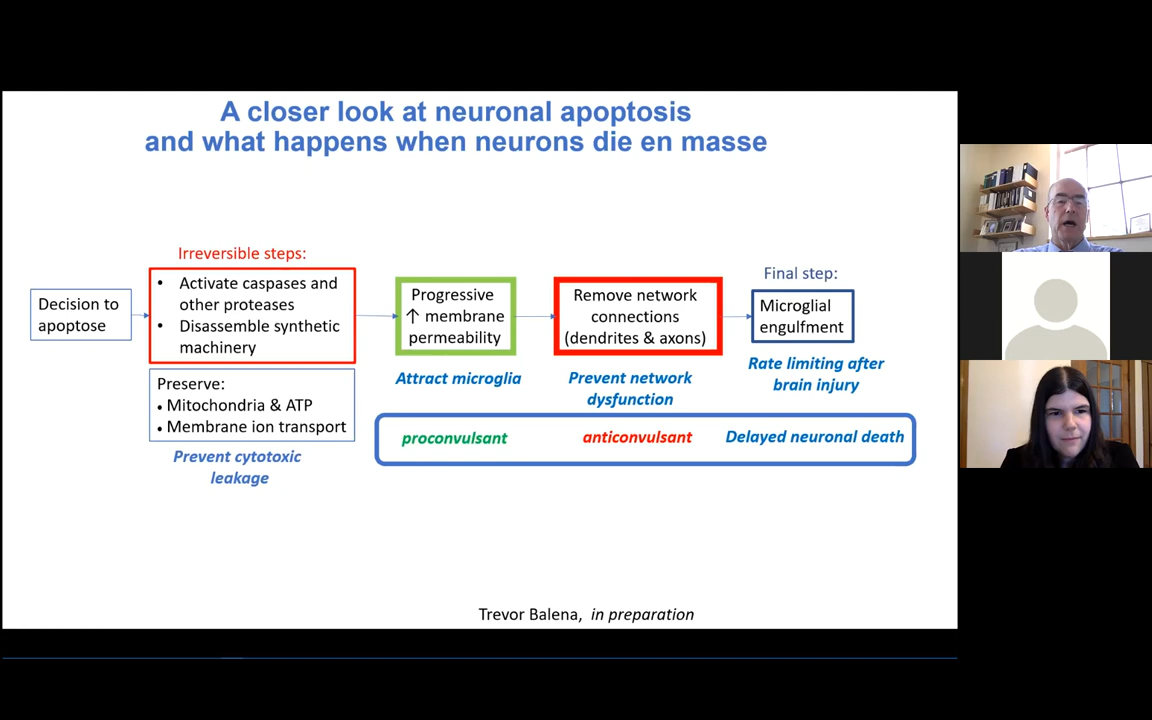 A closer look at neuronal apoptosis
and what happens when neurons die en masse
Irreversible steps:
Decision to
apoptose
• Activate caspases and
other proteases
• Disassemble synthetic
machinery
Preserve:
• Mitochondria & ATP
• Membrane ion transport
Prevent cytotoxic
leakage
Progressive
↑ membrane
permeability
Attract microglia
Remove network
connections
(dendrites & axons)
Prevent network
dysfunction
Final step:
Microglial
engulfment
Rate limiting after
brain injury
proconvulsant
anticonvulsant
Delayed neuronal death
Trevor Balena, in preparation